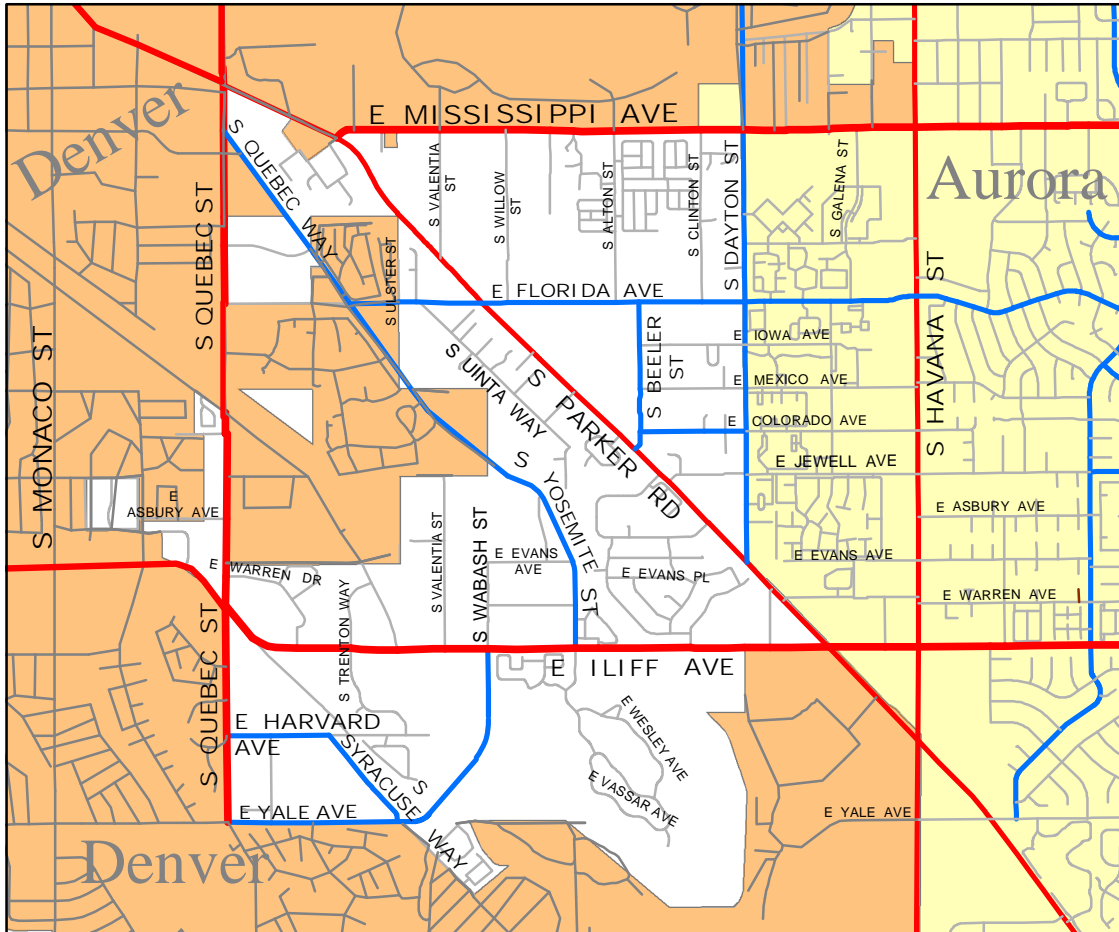 Denver
E MISSISSIPPI AVE
S QUEBEC WAY
S VALENTIA
ST
S WILLOW
ST
S ALTON ST
S CLINTON ST
S DAYTON ST
S GALENA ST
Aurora
S QUEBEC ST
S ULSTER ST
E FLORIDA AVE
S HAVANA ST
S MONACO ST
S UINTA WAY
S PARKER RD
S BEELER
ST
E IOWA AVE
E MEXICO AVE
E COLORADO AVE
E JEWELL AVE
E
ASBURY AVE
E ASBURY AVE
S YOSEMITE ST
S VALENTIA ST
S WABASH ST
E EVANS
AVE
E EVANS AVE
E WARREN DR
E EVANS PL
E WARREN AVE
S QUEBEC ST
S TRENTON WAY
E ILIFF AVE
E HARVARD
AVE
S SYRACUSE WAY
E WESLEY AVE
E VASSAR AVE
E YALE AVE
E YALE AVE
Denver